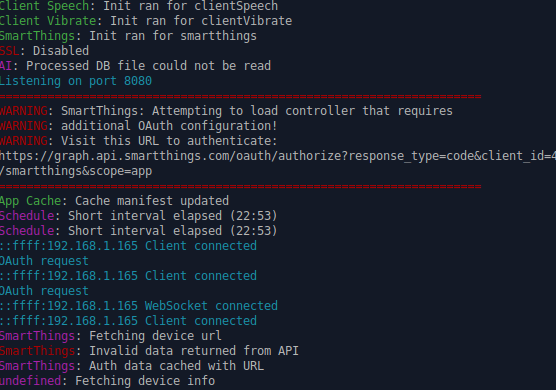 Client Speech: Init ran for clientSpeech
Client Vibrate: Init ran for clientVibrate
SmartThings: Init ran for smartthings
SSL: Disabled
AI: Processed DB file could not be read
Listening on port 8080
========================================================================
WARNING: SmartThings: Attempting to load controller that requires
WARNING: additional OAuth configuration!
WARNING: Visit this URL to authenticate:
https://graph.api.smartthings.com/oauth/authorize?response_type=code&client_id=4
/smartthings&scope=app
========================================================================
App Cache: Cache manifest updated
Schedule: Short interval elapsed (22:53)
Schedule: Short interval elapsed (22:53)
::ffff:192.168.1.165 Client connected
OAuth request
::ffff:192.168.1.165 Client connected
OAuth request
::ffff:192.168.1.165 WebSocket connected
::ffff:192.168.1.165 Client connected
SmartThings: Fetching device url
SmartThings: Invalid data returned from API
SmartThings: Auth data cached with URL
undefined: Fetching device info